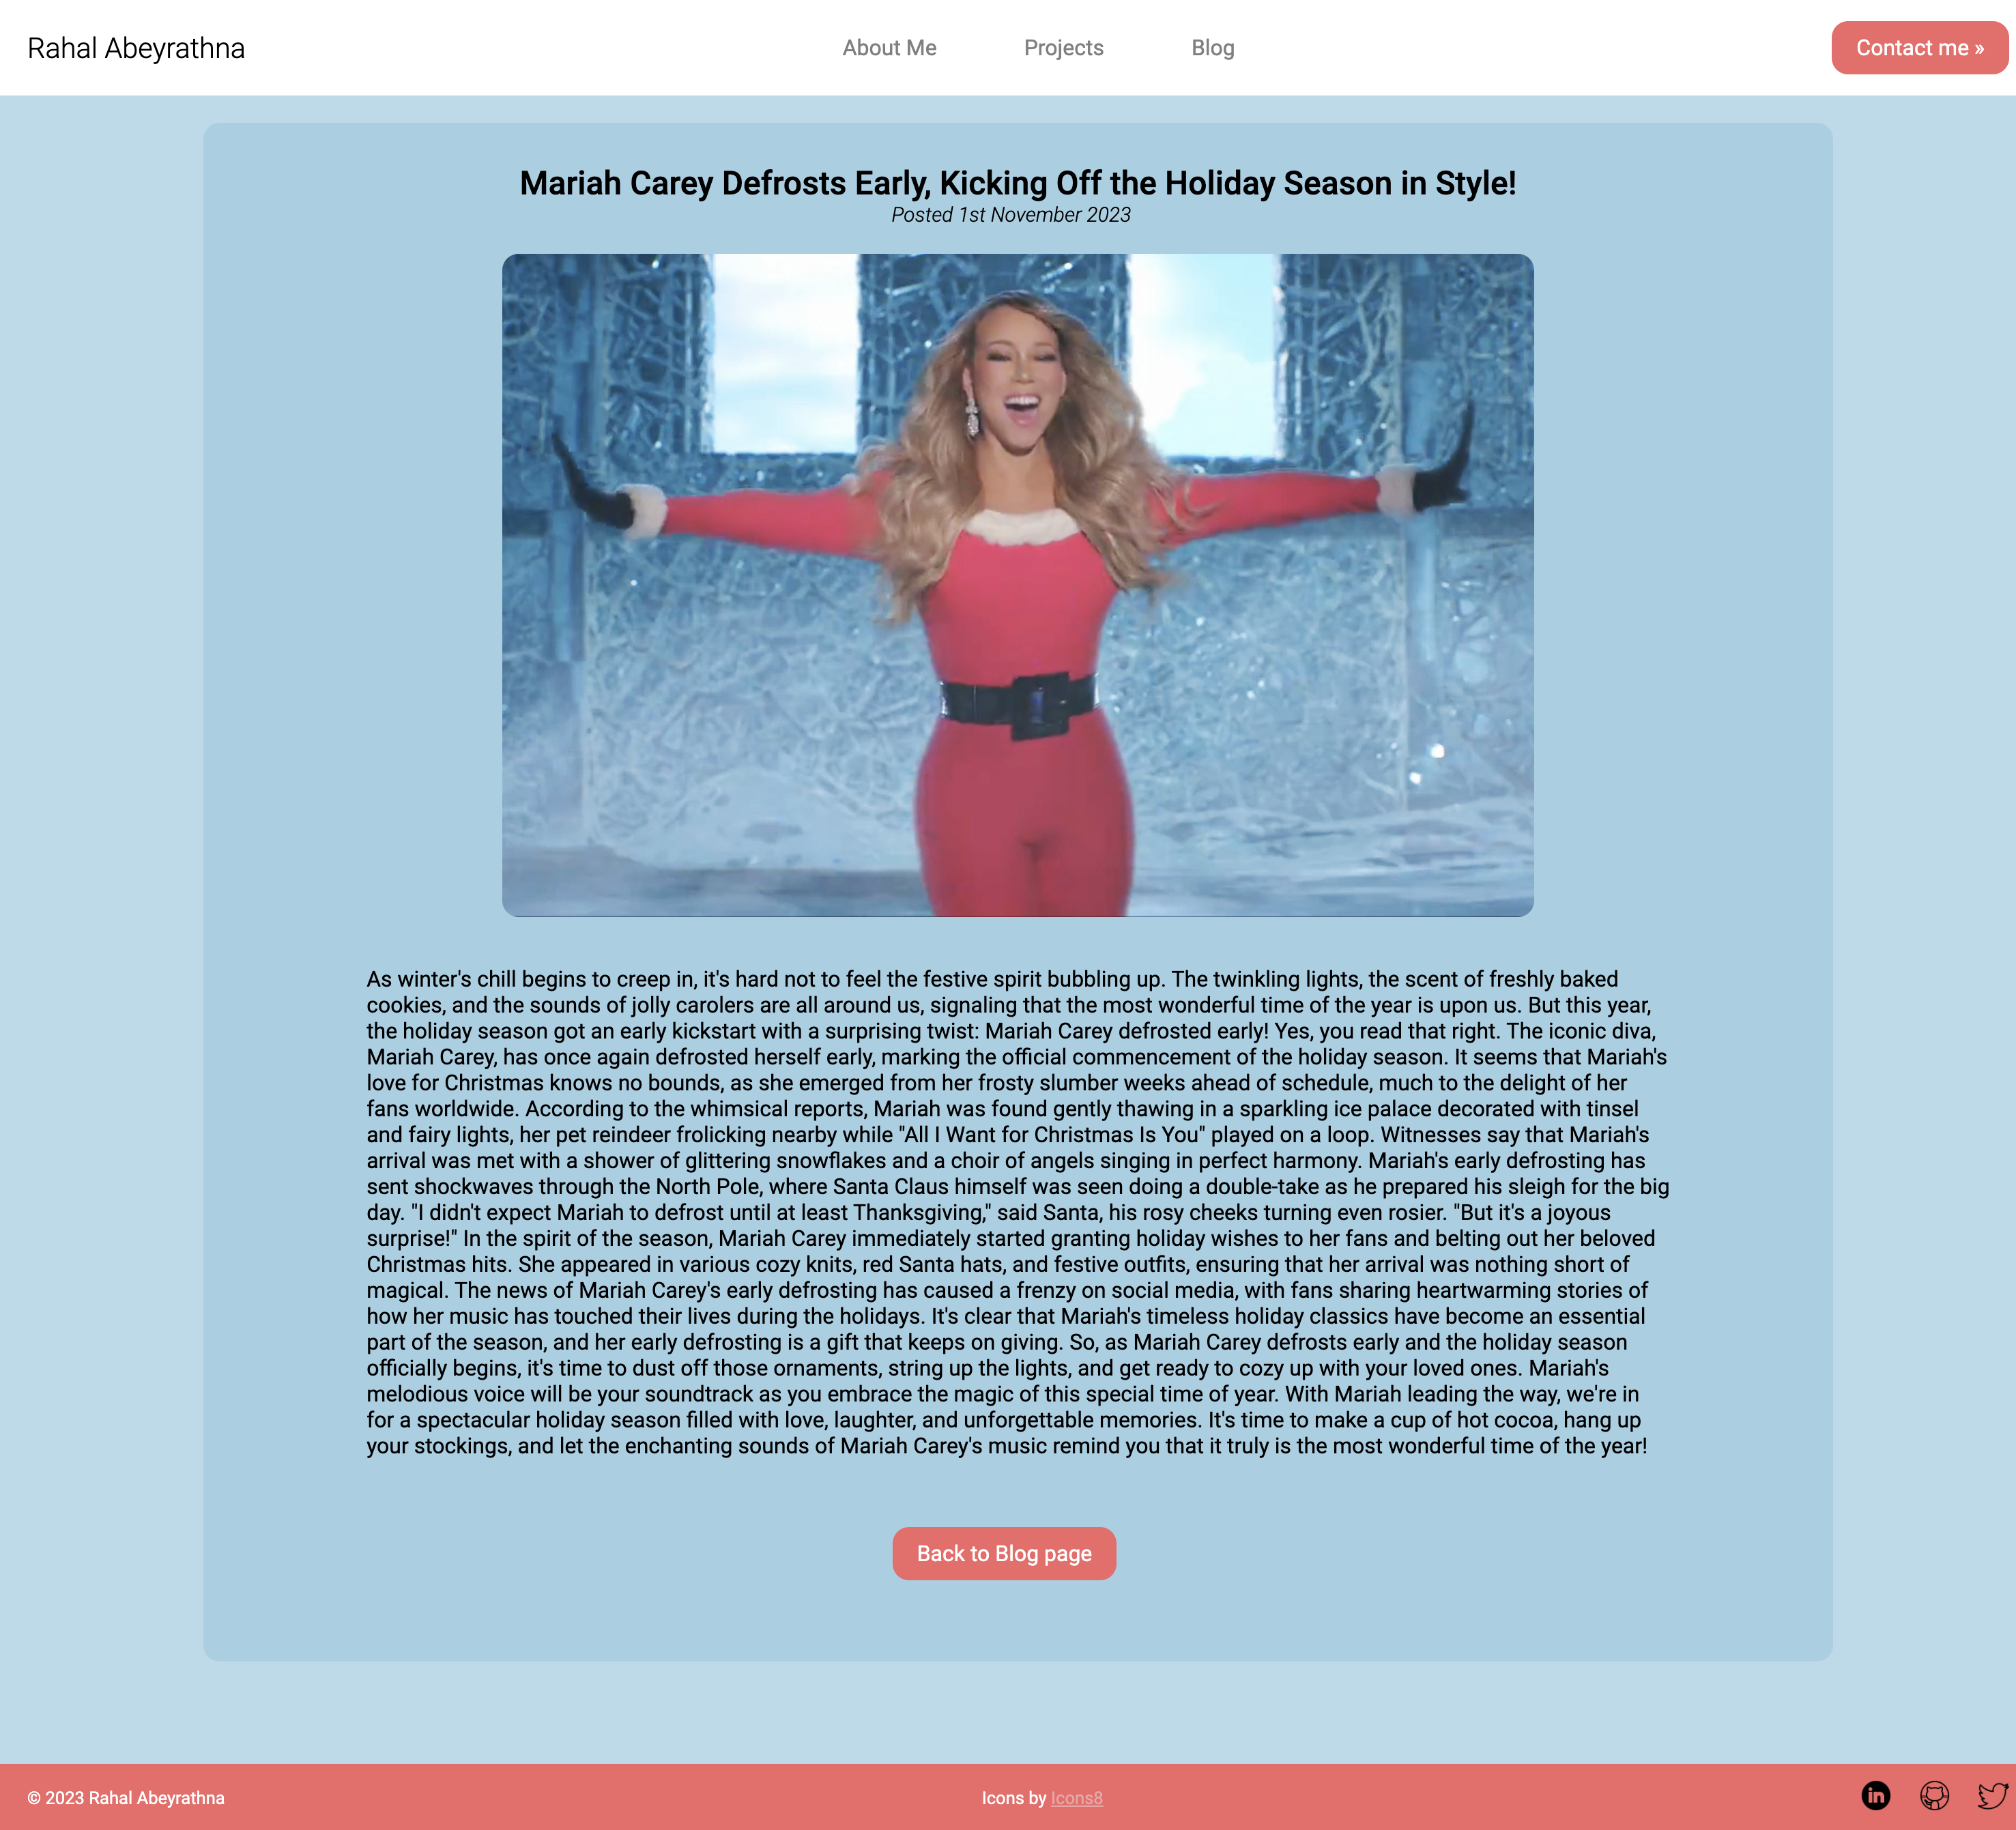 Rahal Abeyrathna
About Me
Projects
Blog
Contact me »
Mariah Carey Defrosts Early, Kicking Off the Holiday Season in Style!
Posted 1st November 2023
As winter's chill begins to creep in, it's hard not to feel the festive spirit bubbling up. The twinkling lights, the scent of freshly baked
cookies, and the sounds of jolly carolers are all around us, signaling that the most wonderful time of the year is upon us. But this year,
the holiday season got an early kickstart with a surprising twist: Mariah Carey defrosted early! Yes, you read that right. The iconic diva,
Mariah Carey, has once again defrosted herself early, marking the official commencement of the holiday season. It seems that Mariah's
love for Christmas knows no bounds, as she emerged from her frosty slumber weeks ahead of schedule, much to the delight of her
fans worldwide. According to the whimsical reports, Mariah was found gently thawing in a sparkling ice palace decorated with tinsel
and fairy lights, her pet reindeer frolicking nearby while "All I Want for Christmas Is You" played on a loop. Witnesses say that Mariah's
arrival was met with a shower of glittering snowflakes and a choir of angels singing in perfect harmony. Mariah's early defrosting has
sent shockwaves through the North Pole, where Santa Claus himself was seen doing a double-take as he prepared his sleigh for the big
day. "I didn't expect Mariah to defrost until at least Thanksgiving," said Santa, his rosy cheeks turning even rosier. "But it's a joyous
surprise!" In the spirit of the season, Mariah Carey immediately started granting holiday wishes to her fans and belting out her beloved
Christmas hits. She appeared in various cozy knits, red Santa hats, and festive outfits, ensuring that her arrival was nothing short of
magical. The news of Mariah Carey's early defrosting has caused a frenzy on social media, with fans sharing heartwarming stories of
how her music has touched their lives during the holidays. It's clear that Mariah's timeless holiday classics have become an essential
part of the season, and her early defrosting is a gift that keeps on giving. So, as Mariah Carey defrosts early and the holiday season
officially begins, it's time to dust off those ornaments, string up the lights, and get ready to cozy up with your loved ones. Mariah's
melodious voice will be your soundtrack as you embrace the magic of this special time of year. With Mariah leading the way, we're in
for a spectacular holiday season filled with love, laughter, and unforgettable memories. It's time to make a cup of hot cocoa, hang up
your stockings, and let the enchanting sounds of Mariah Carey's music remind you that it truly is the most wonderful time of the year!
Back to Blog page
© 2023 Rahal Abeyrathna
Icons by Icons8
in